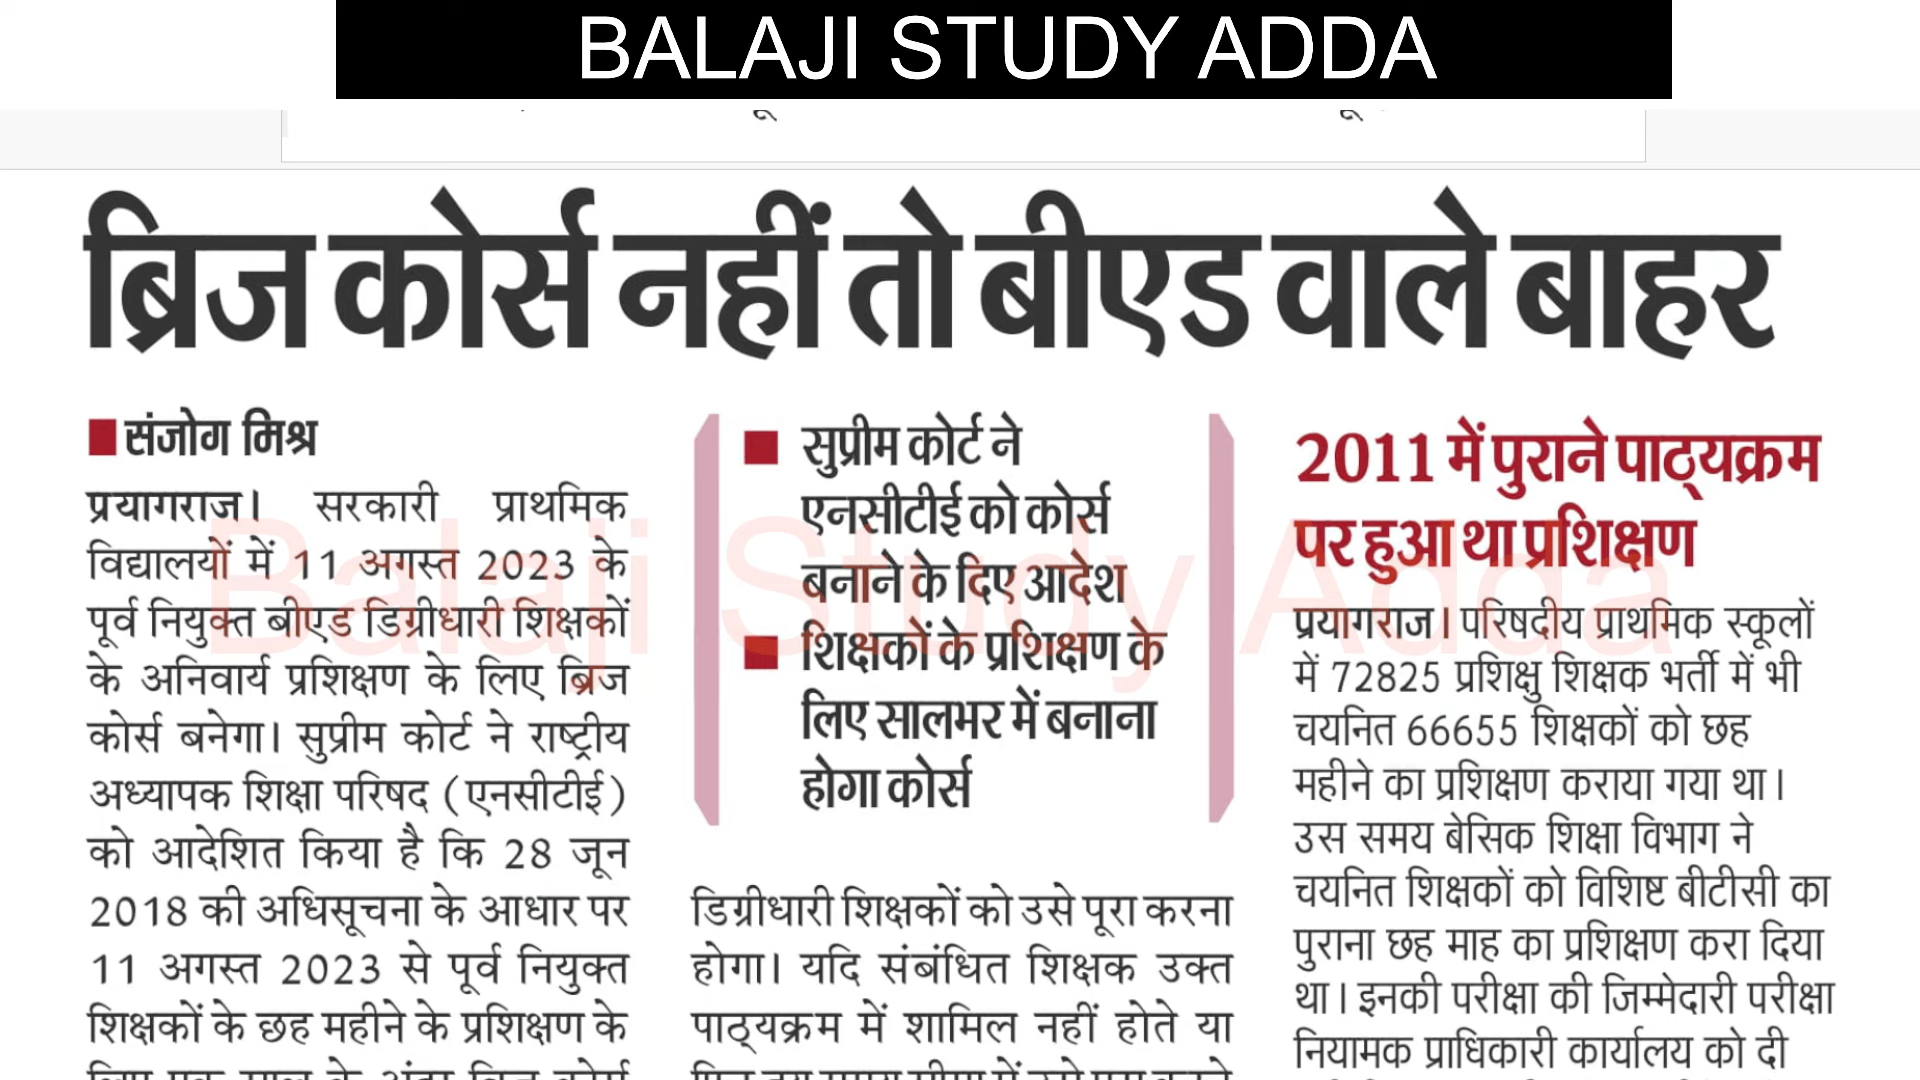 BALAJI STUDY ADDA
ब्रिज कोर्स नहीं तो बीएड वाले बाहर
संजोग मिश्र
प्रयागराज। सरकारी प्राथमिक
विद्यालयों में 11 अगस्त 2023 के
पूर्व नियुक्त बीएड डिग्रीधारी शिक्षकों
के अनिवार्य प्रशिक्षण के लिए ब्रिज
कोर्स बनेगा। सुप्रीम कोर्ट ने राष्ट्रीय
अध्यापक शिक्षा परिषद (एनसीटीई)
को आदेशित किया है कि 28 जून
2018 की अधिसूचना के आधार पर
11 अगस्त 2023 से पूर्व नियुक्त
शिक्षकों के छह महीने के प्रशिक्षण के
सुप्रीम कोर्ट ने
एनसीटीई को कोर्स
बनाने के दिए आदेश
शिक्षकों के प्रशिक्षण के
लिए सालभर में बनाना
होगा कोर्स
डिग्रीधारी शिक्षकों को उसे पूरा करना
होगा। यदि संबंधित शिक्षक उक्त
पाठ्यक्रम में शामिल नहीं होते या
2011 में पुराने पाठ्यक्रम
पर हुआ था प्रशिक्षण
प्रयागराज। परिषदीय प्राथमिक स्कूलों
में 72825 प्रशिक्षु शिक्षक भर्ती में भी
चयनित 66655 शिक्षकों को छह
महीने का प्रशिक्षण कराया गया था।
उस समय बेसिक शिक्षा विभाग ने
चयनित शिक्षकों को विशिष्ट बीटीसी का
पुराना छह माह का प्रशिक्षण करा दिया
था। इनकी परीक्षा की जिम्मेदारी परीक्षा
नियामक प्राधिकारी कार्यालय को दी
Balaji Study Adda